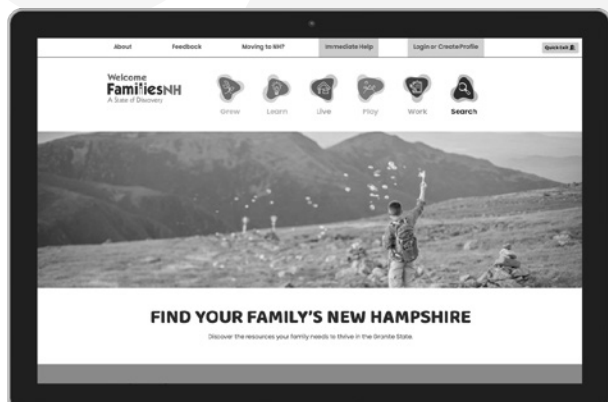 About Feedback Moving to NH? Immediate Help Login or Create Profile Quick Exit
Welcome
FamiliesNH
A State of Discovery
Grow Learn Live Play Work Search
FIND YOUR FAMILY'S NEW HAMPSHIRE
Discover the resources your family needs to thrive in the Granite State.